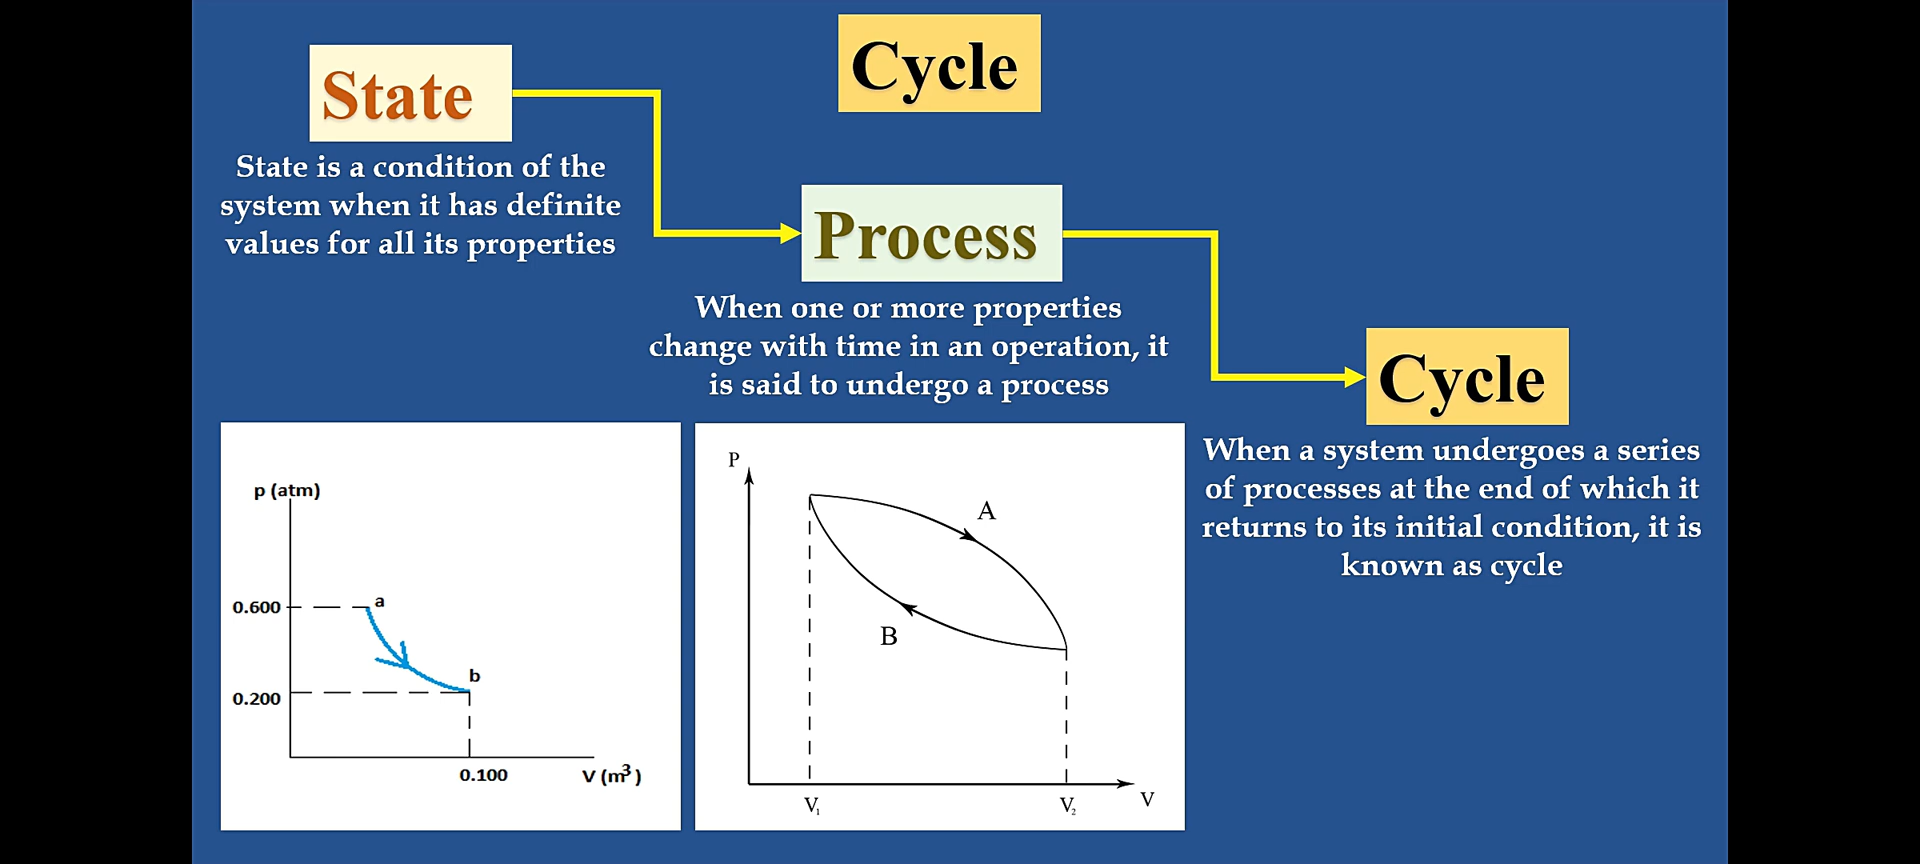 Cycle
State
State is a condition of the
system when it has definite
values for all its properties
Process
When one or more properties
change with time in an operation, it
is said to undergo a process
Cycle
When a system undergoes a series
of processes at the end of which it
returns to its initial condition, it is
known as cycle
p (atm)
0.600
a
b
0.200
0.100
V (m³)
P
A
B
V₁
V₂
V